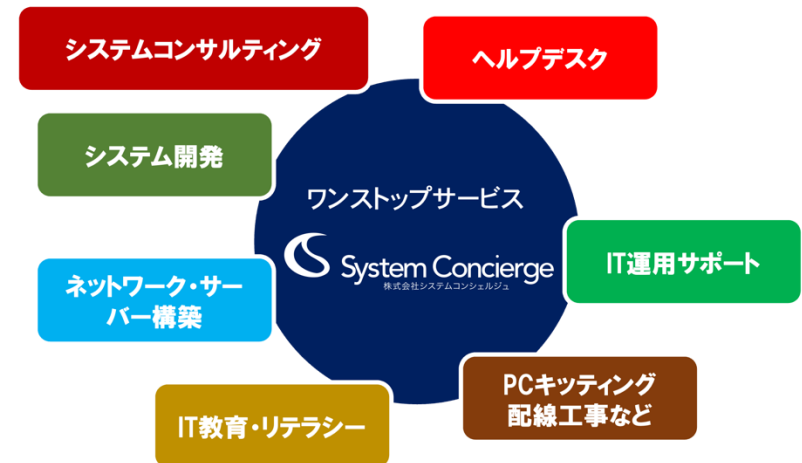 システムコンサルティング
ヘルプデスク
システム開発
ワンストップサービス
System Concierge
株式会社システムコンシェルジュ
IT運用サポート
ネットワーク・サー
バー構築
PCキッティング
配線工事など
IT教育・リテラシー